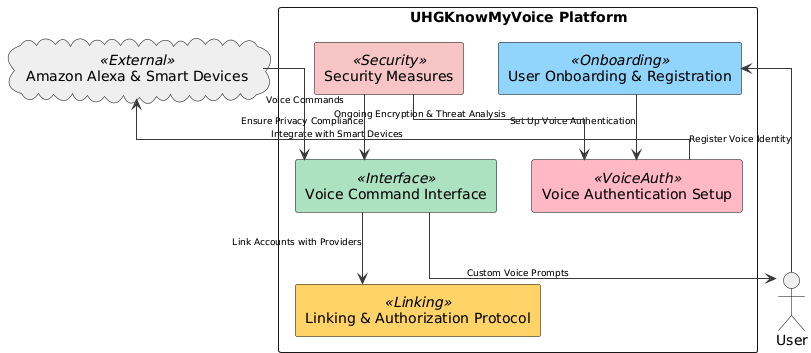 UHGKnowMyVoice Platform
«External»
Amazon Alexa & Smart Devices
«Security»
Security Measures
«Onboarding»
User Onboarding & Registration
Voice Commands
Ongoing Encryption & Threat Analysis
Ensure Privacy Compliance
Set Up Voice Authentication
Integrate with Smart Devices
Register Voice Identity
«Interface»
Voice Command Interface
«VoiceAuth»
Voice Authentication Setup
Link Accounts with Providers
Custom Voice Prompts
«Linking»
Linking & Authorization Protocol
User